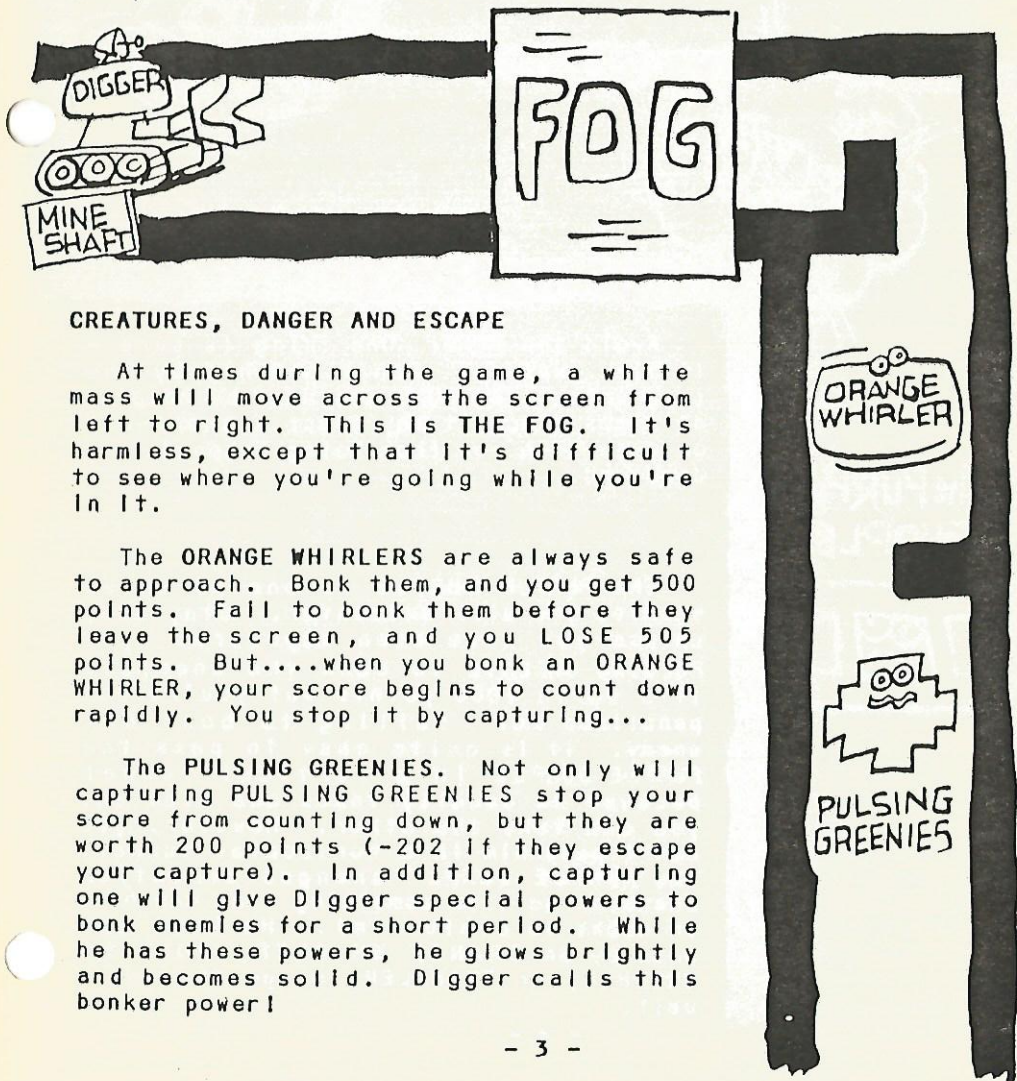 DIGGER
MINE
SHAFT
FOG
CREATURES, DANGER AND ESCAPE
At times during the game, a white
mass will move across the screen from
left to right. This is THE FOG. It's
harmless, except that it's difficult
to see where you're going while you're
in it.
The ORANGE WHIRLERS are always safe
to approach. Bonk them, and you get 500
points. Fail to bonk them before they
leave the screen, and you LOSE 505
points. But....when you bonk an ORANGE
WHIRLER, your score begins to count down
rapidly. You stop it by capturing...
The PULSING GREENIES. Not only will
capturing PULSING GREENIES stop your
score from counting down, but they are
worth 200 points (-202 if they escape
your capture). In addition, capturing
one will give Digger special powers to
bonk enemies for a short period. While
he has these powers, he glows brightly
and becomes solid. Digger calls this
bonker power!
ORANGE
WHIRLER
PULSING
GREENIES
- 3 -